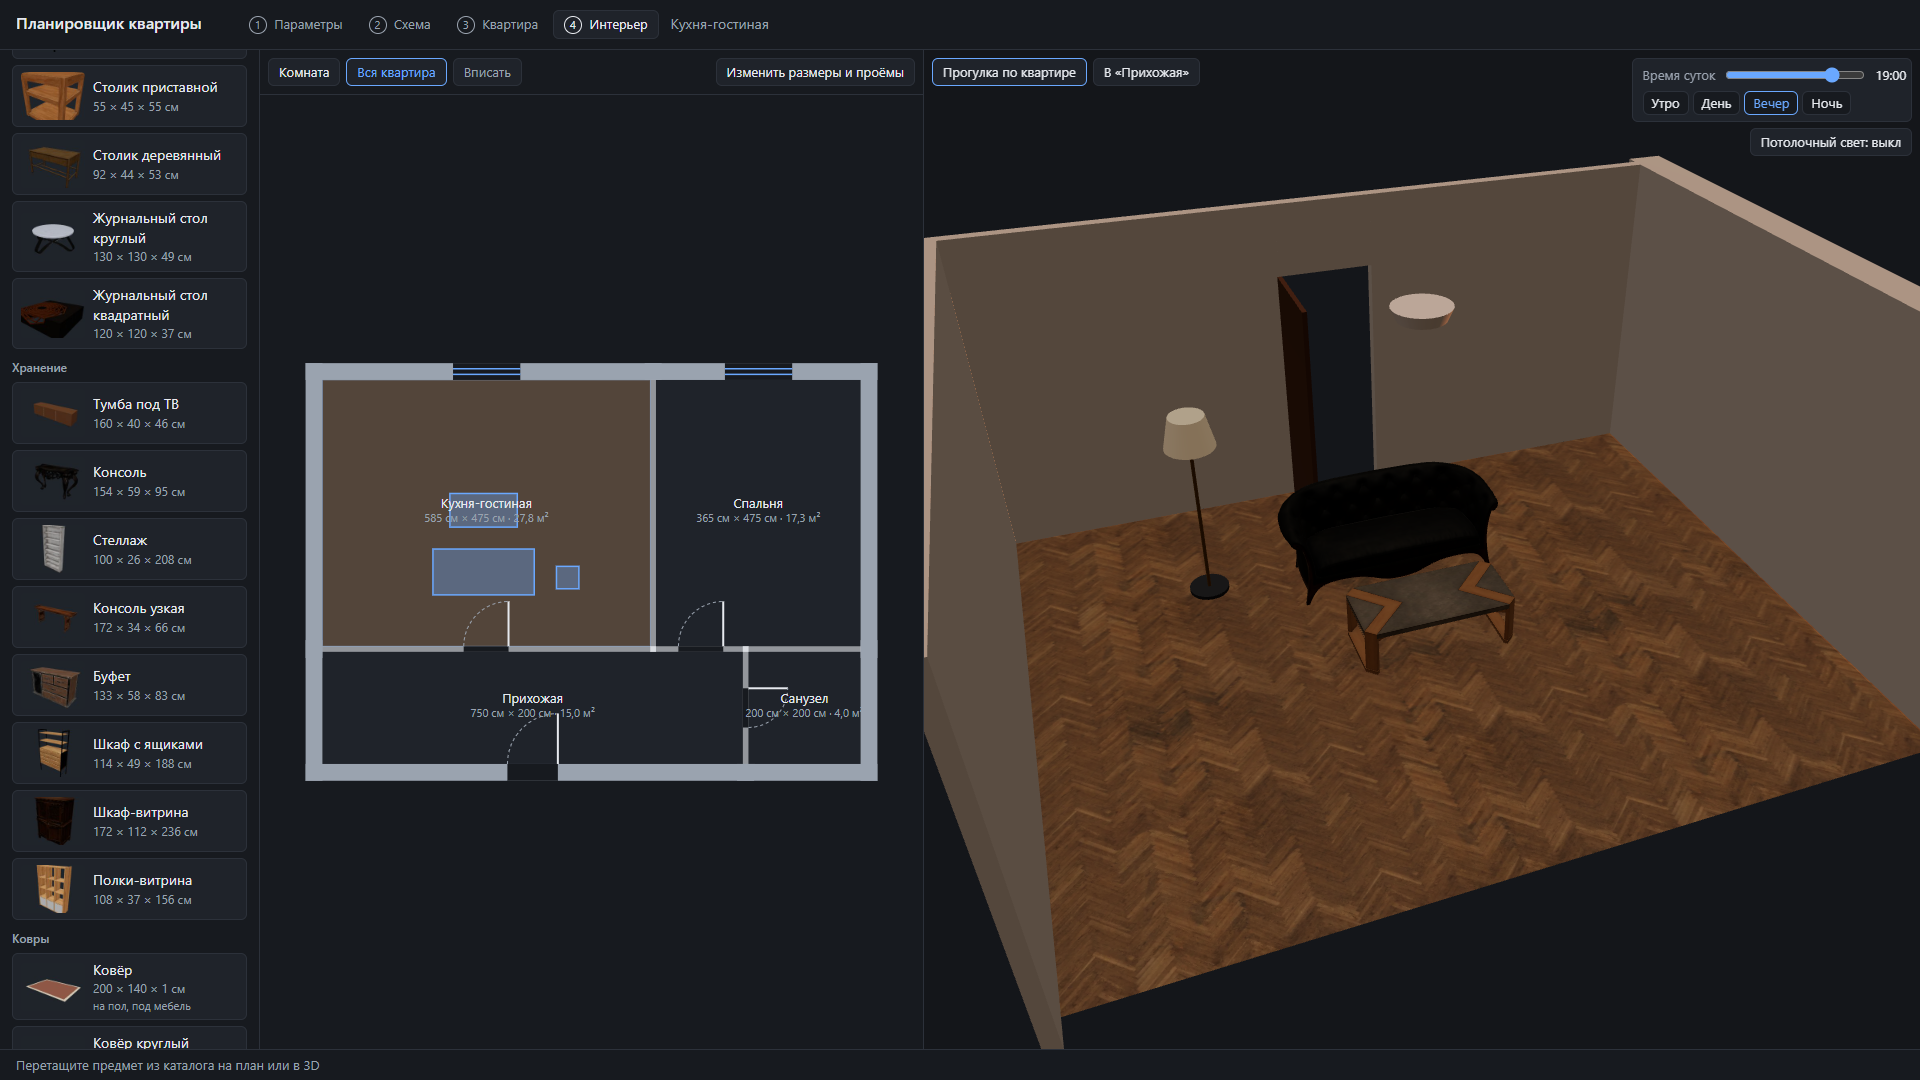 Планировщик квартиры
1 Параметры
2 Схема
3 Квартира
4 Интерьер
Кухня-гостиная
Столик приставной
55 × 45 × 55 см
Столик деревянный
92 × 44 × 53 см
Журнальный стол
круглый
130 × 130 × 49 см
Журнальный стол
квадратный
120 × 120 × 37 см
Хранение
Тумба под ТВ
160 × 40 × 46 см
Консоль
154 × 59 × 95 см
Стеллаж
100 × 26 × 208 см
Консоль узкая
172 × 34 × 66 см
Буфет
133 × 58 × 83 см
Шкаф с ящиками
114 × 49 × 188 см
Шкаф-витрина
172 × 112 × 236 см
Полки-витрина
108 × 37 × 156 см
Ковры
Ковёр
200 × 140 × 1 см
на пол, под мебель
Ковёр круглый
Комната
Вся квартира
Вписать
Изменить размеры и проёмы
Кухня-гостиная
585 см × 475 см · 27,8 м²
Спальня
365 см × 475 см · 17,3 м²
Прихожая
750 см × 200 см · 15,0 м²
Санузел
200 см × 200 см · 4,0 м
Прогулка по квартире
В «Прихожая»
Время суток
19:00
Утро
День
Вечер
Ночь
Потолочный свет: выкл
Перетащите предмет из каталога на план или в 3D